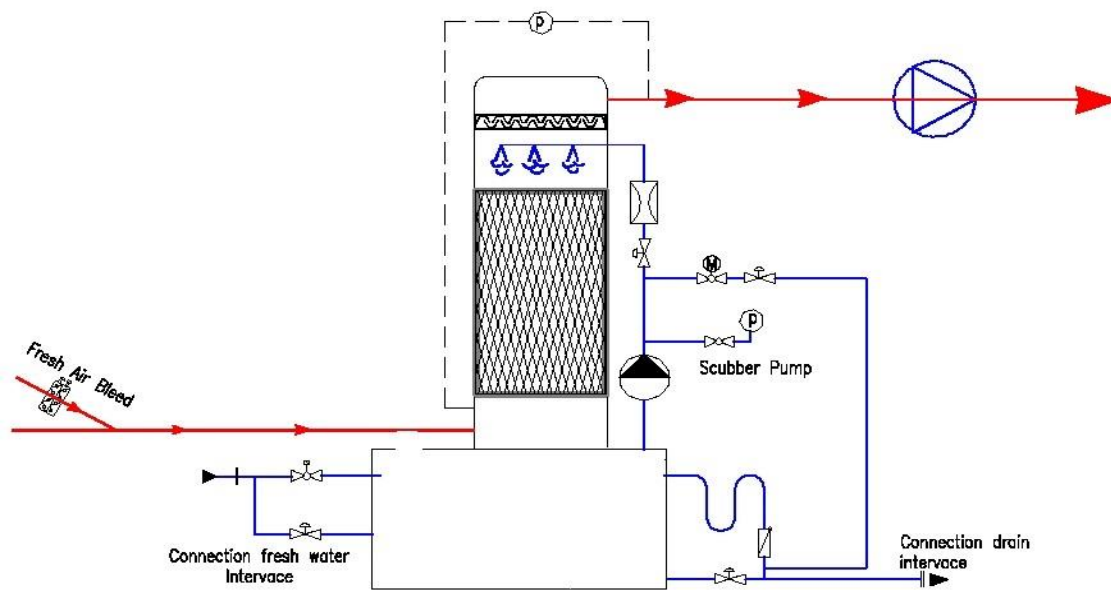 P
M
P
Scubber Pump
Fresh Air Bleed
Connection fresh water
Intervace
Connection drain
intervace